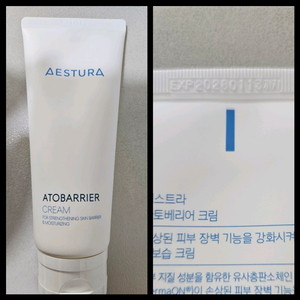 AESTURA
ATOBARRIER
CREAM
FOR STRENGTHENING SKIN BARRIER
& MOISTURISING
스트라
토베리어 크림
상된 피부 장벽 기능을 강화시켜
보습 크림
지질 성분을 함유한 유사층판소체인
ermaON®)이 손상된 피부 장벽 기능